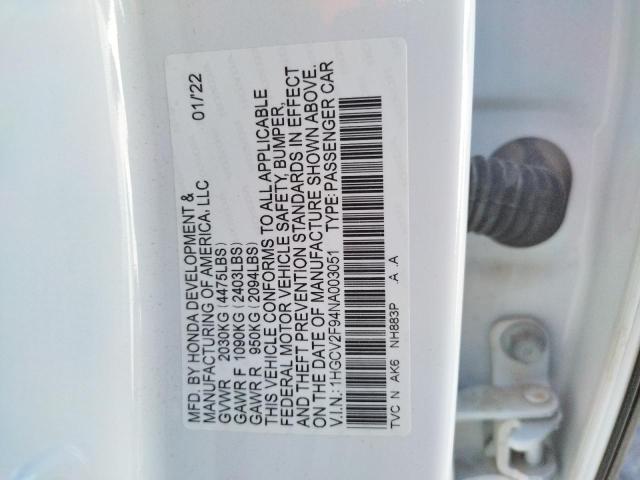 MFD. BY HONDA DEVELOPMENT &
MANUFACTURING OF AMERICA, LLC
01/'22
GVWR 2030KG (4475LBS)
GAWR F 1090KG (2403LBS)
GAWR R 950KG (2094LBS)
THIS VEHICLE CONFORMS TO ALL APPLICABLE
FEDERAL MOTOR VEHICLE SAFETY, BUMPER,
AND THEFT PREVENTION STANDARDS IN EFFECT
ON THE DATE OF MANUFACTURE SHOWN ABOVE.
V.I.N.: 1HGCV2F94NA003051 TYPE: PASSENGER CAR
TVC N AK6 NH883P .A .A